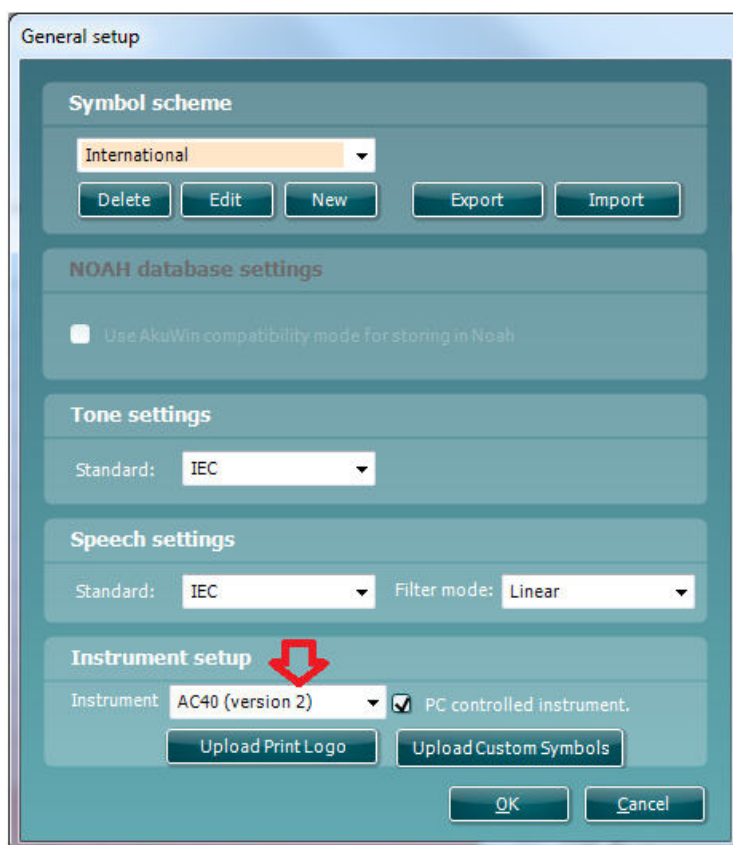 General setup
Symbol scheme
International
Delete Edit New Export Import
NOAH database settings
Use AkuWin compatibility mode for storing in Noah
Tone settings
Standard: IEC
Speech settings
Standard: IEC Filter mode: Linear
Instrument setup
Instrument AC40 (version 2) PC controlled instrument.
Upload Print Logo Upload Custom Symbols
OK Cancel